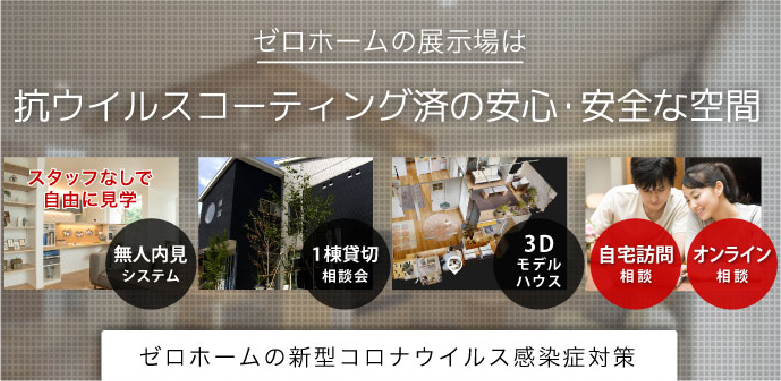 ゼロホームの展示場は
抗ウイルスコーティング済の安心・安全な空間
スタッフなしで
自由に見学
無人内見
システム
1棟貸切
相談会
3D
モデル
ハウス
自宅訪問
相談
オンライン
相談
ゼロホームの新型コロナウイルス感染症対策